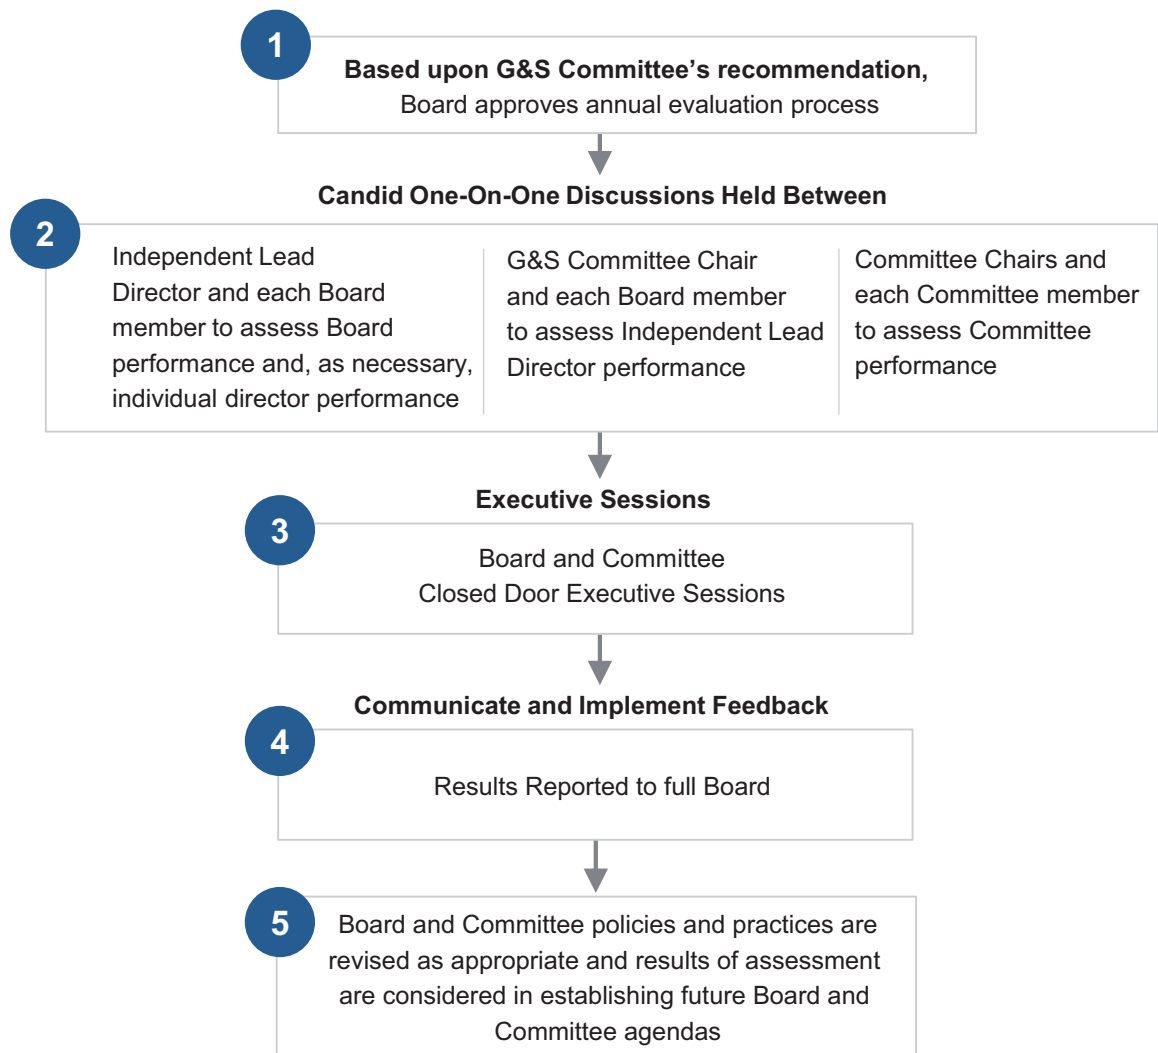 1
Based upon G&S Committee’s recommendation,
Board approves annual evaluation process
Candid One-On-One Discussions Held Between
2
Independent Lead
Director and each Board
member to assess Board
performance and, as necessary,
individual director performance
G&S Committee Chair
and each Board member
to assess Independent Lead
Director performance
Committee Chairs and
each Committee member
to assess Committee
performance
Executive Sessions
3
Board and Committee
Closed Door Executive Sessions
Communicate and Implement Feedback
4
Results Reported to full Board
5
Board and Committee policies and practices are
revised as appropriate and results of assessment
are considered in establishing future Board and
Committee agendas